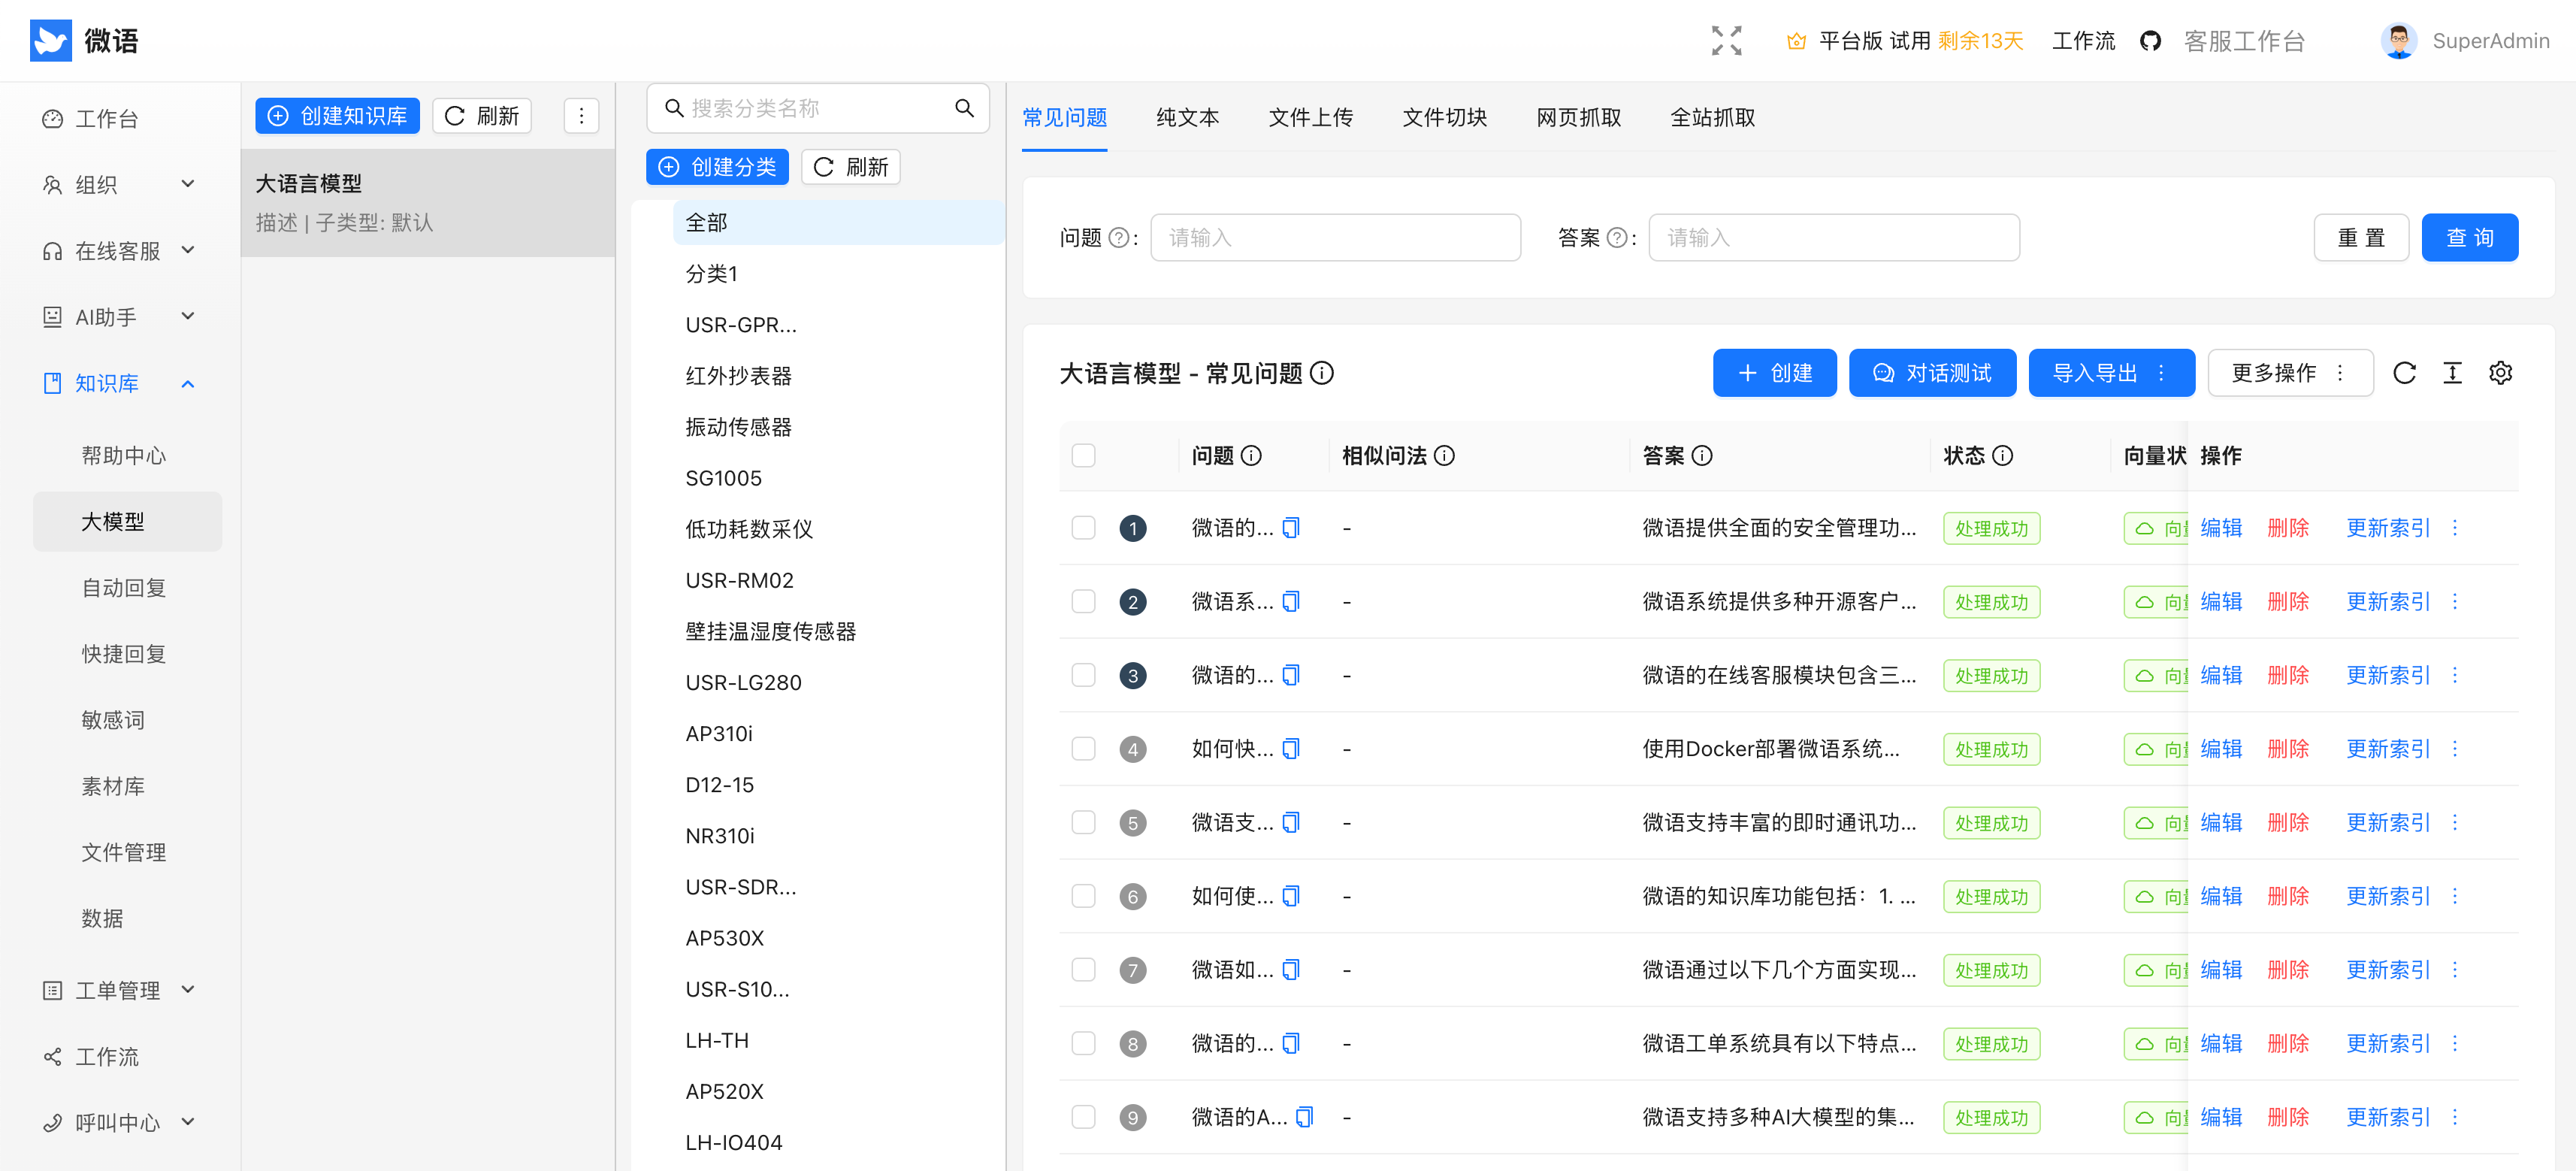 微语
平台版 试用 剩余13天 工作流 客服工作台 SuperAdmin
工作台
组织
在线客服
AI助手
知识库
帮助中心
大模型
自动回复
快捷回复
敏感词
素材库
文件管理
数据
工单管理
工作流
呼叫中心
创建知识库 刷新
大语言模型
描述 | 子类型: 默认
搜索分类名称
创建分类 刷新
全部
分类1
USR-GPR...
红外抄表器
振动传感器
SG1005
低功耗数采仪
USR-RM02
壁挂温湿度传感器
USR-LG280
AP310i
D12-15
NR310i
USR-SDR...
AP530X
USR-S10...
LH-TH
AP520X
LH-IO404
常见问题 纯文本 文件上传 文件切块 网页抓取 全站抓取
问题 : 请输入 答案 : 请输入 重 置 查 询
大语言模型 - 常见问题 创建 对话测试 导入导出 更多操作
问题 相似问法 答案 状态 向量状 操作
1 微语的... - 微语提供全面的安全管理功... 处理成功 向量 编辑 删除 更新索引
2 微语系... - 微语系统提供多种开源客户... 处理成功 向量 编辑 删除 更新索引
3 微语的... - 微语的在线客服模块包含三... 处理成功 向量 编辑 删除 更新索引
4 如何快... - 使用Docker部署微语系统... 处理成功 向量 编辑 删除 更新索引
5 微语支... - 微语支持丰富的即时通讯功... 处理成功 向量 编辑 删除 更新索引
6 如何使... - 微语的知识库功能包括：1. ... 处理成功 向量 编辑 删除 更新索引
7 微语如... - 微语通过以下几个方面实现... 处理成功 向量 编辑 删除 更新索引
8 微语的... - 微语工单系统具有以下特点... 处理成功 向量 编辑 删除 更新索引
9 微语的A... - 微语支持多种AI大模型的集... 处理成功 向量 编辑 删除 更新索引